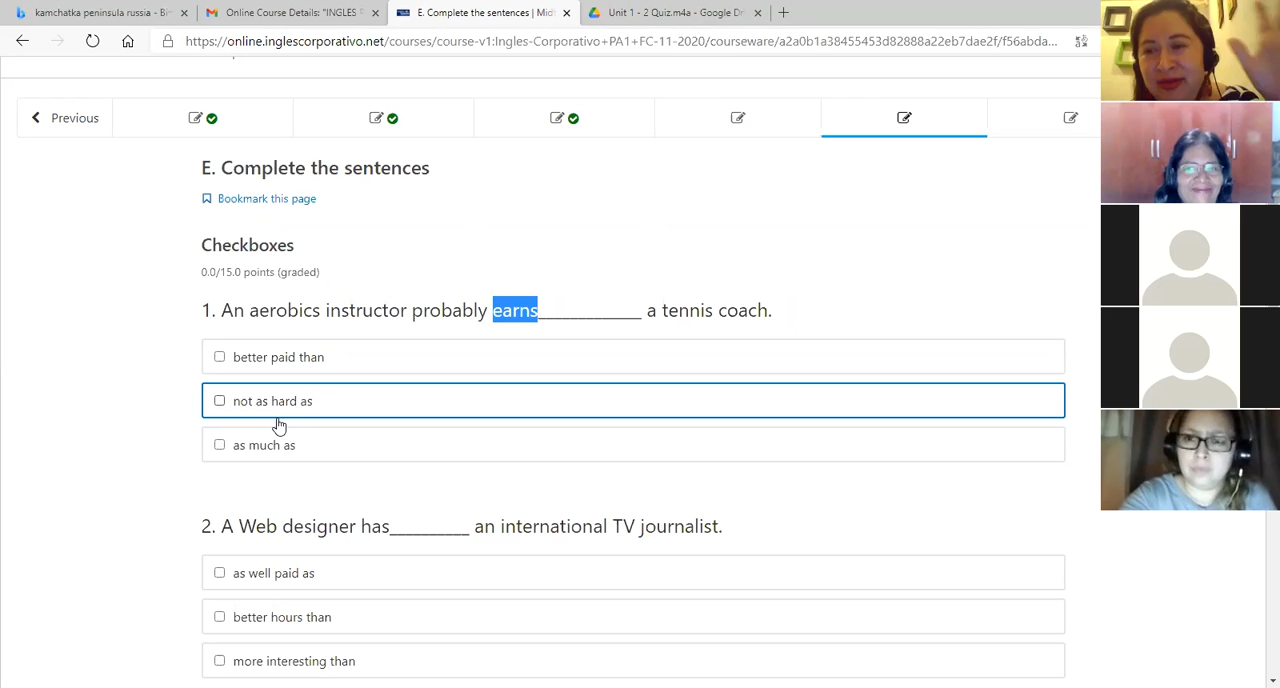 kamchatka peninsula russia - Bi
Online Course Details: "INGLES
E. Complete the sentences | Mid
Unit 1 - 2 Quiz.m4a - Google Dr
https://online.inglescorporativo.net/courses/course-v1:Ingles-Corporativo+PA1+FC-11-2020/courseware/a2a0b1a38455453d82888a22eb7dae2f/f56abda...
Previous
E. Complete the sentences
Bookmark this page
Checkboxes
0.0/15.0 points (graded)
1. An aerobics instructor probably earns____________ a tennis coach.
better paid than
not as hard as
as much as
2. A Web designer has_________ an international TV journalist.
as well paid as
better hours than
more interesting than